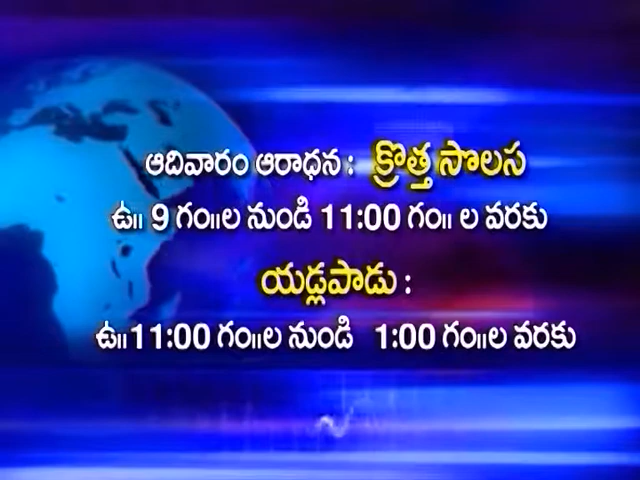 ఆదివారం ఆరాధన : క్రొత్త సొలస
ఉ॥ 9 గం॥ల నుండి 11:00 గం॥ ల వరకు
యడ్లపాడు :
ఉ॥11:00 గం॥ల నుండి 1:00 గం॥ల వరకు